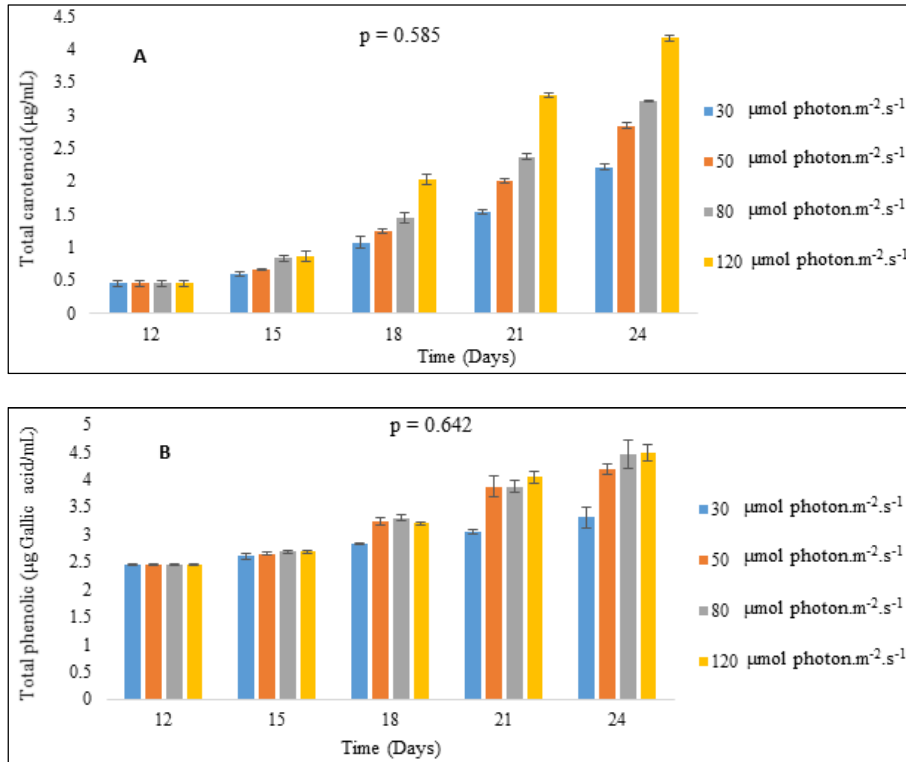 p = 0.585
A
Total carotenoid (µg/mL)
4.5
4
3.5
3
2.5
2
1.5
1
0.5
0
12 15 18 21 24
Time (Days)
30 µmol photon.m⁻².s⁻¹
50 µmol photon.m⁻².s⁻¹
80 µmol photon.m⁻².s⁻¹
120 µmol photon.m⁻².s⁻¹
p = 0.642
B
Total phenolic (µg Gallic acid/mL)
5
4.5
4
3.5
3
2.5
2
1.5
1
0.5
0
12 15 18 21 24
Time (Days)
30 µmol photon.m⁻².s⁻¹
50 µmol photon.m⁻².s⁻¹
80 µmol photon.m⁻².s⁻¹
120 µmol photon.m⁻².s⁻¹